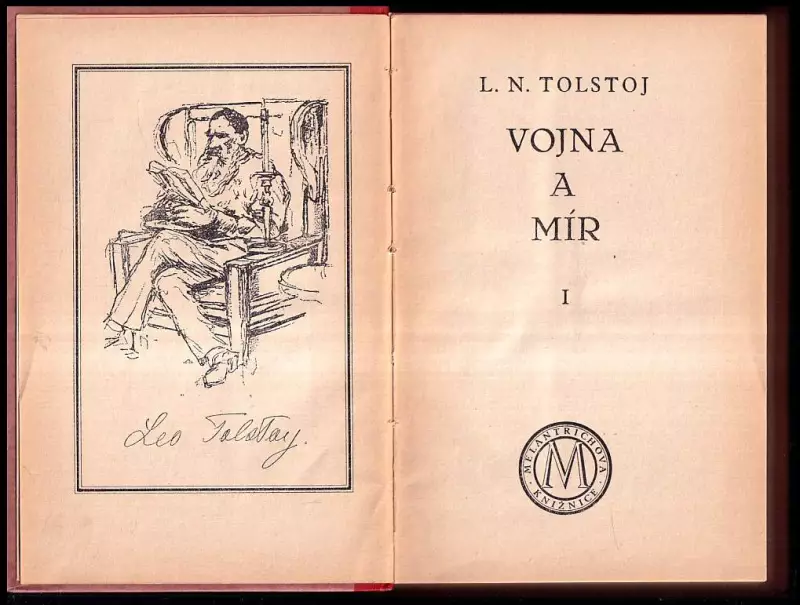 Leo Tolstoy.
L. N. TOLSTOJ
VOJNA
A
MÍR
I
MELANTRICHOVA
M
KNIŽNICE